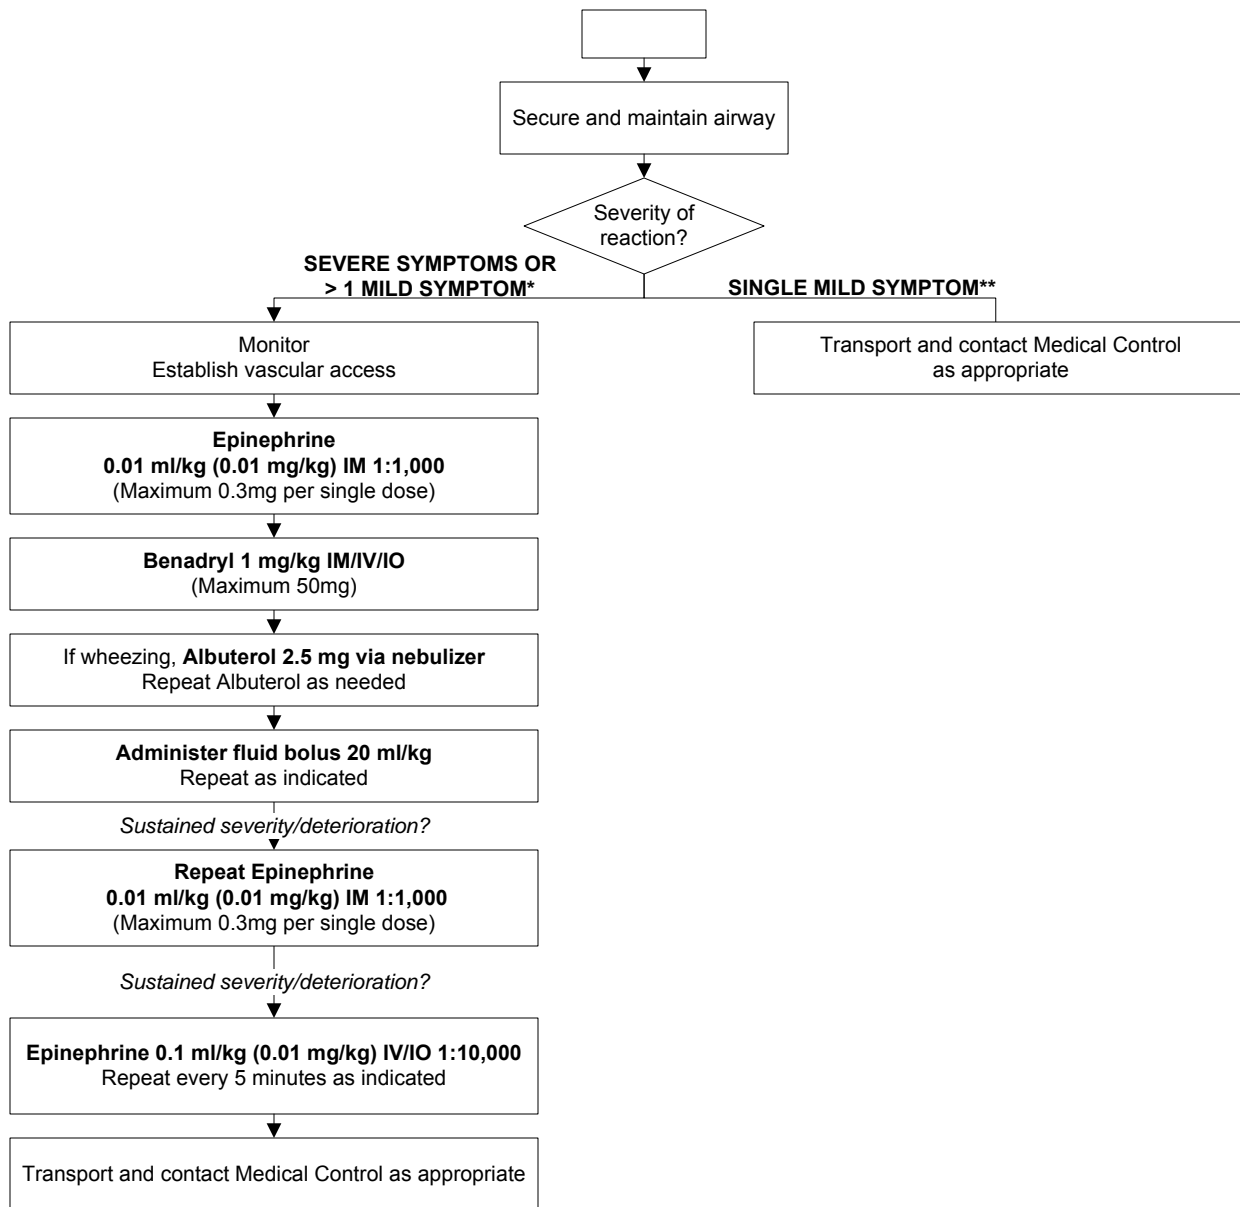 Secure and maintain airway
Severity of
reaction?
SEVERE SYMPTOMS OR
> 1 MILD SYMPTOM*
SINGLE MILD SYMPTOM**
Monitor
Establish vascular access
Transport and contact Medical Control
as appropriate
Epinephrine
0.01 ml/kg (0.01 mg/kg) IM 1:1,000
(Maximum 0.3mg per single dose)
Benadryl 1 mg/kg IM/IV/IO
(Maximum 50mg)
If wheezing, Albuterol 2.5 mg via nebulizer
Repeat Albuterol as needed
Administer fluid bolus 20 ml/kg
Repeat as indicated
Sustained severity/deterioration?
Repeat Epinephrine
0.01 ml/kg (0.01 mg/kg) IM 1:1,000
(Maximum 0.3mg per single dose)
Sustained severity/deterioration?
Epinephrine 0.1 ml/kg (0.01 mg/kg) IV/IO 1:10,000
Repeat every 5 minutes as indicated
Transport and contact Medical Control as appropriate